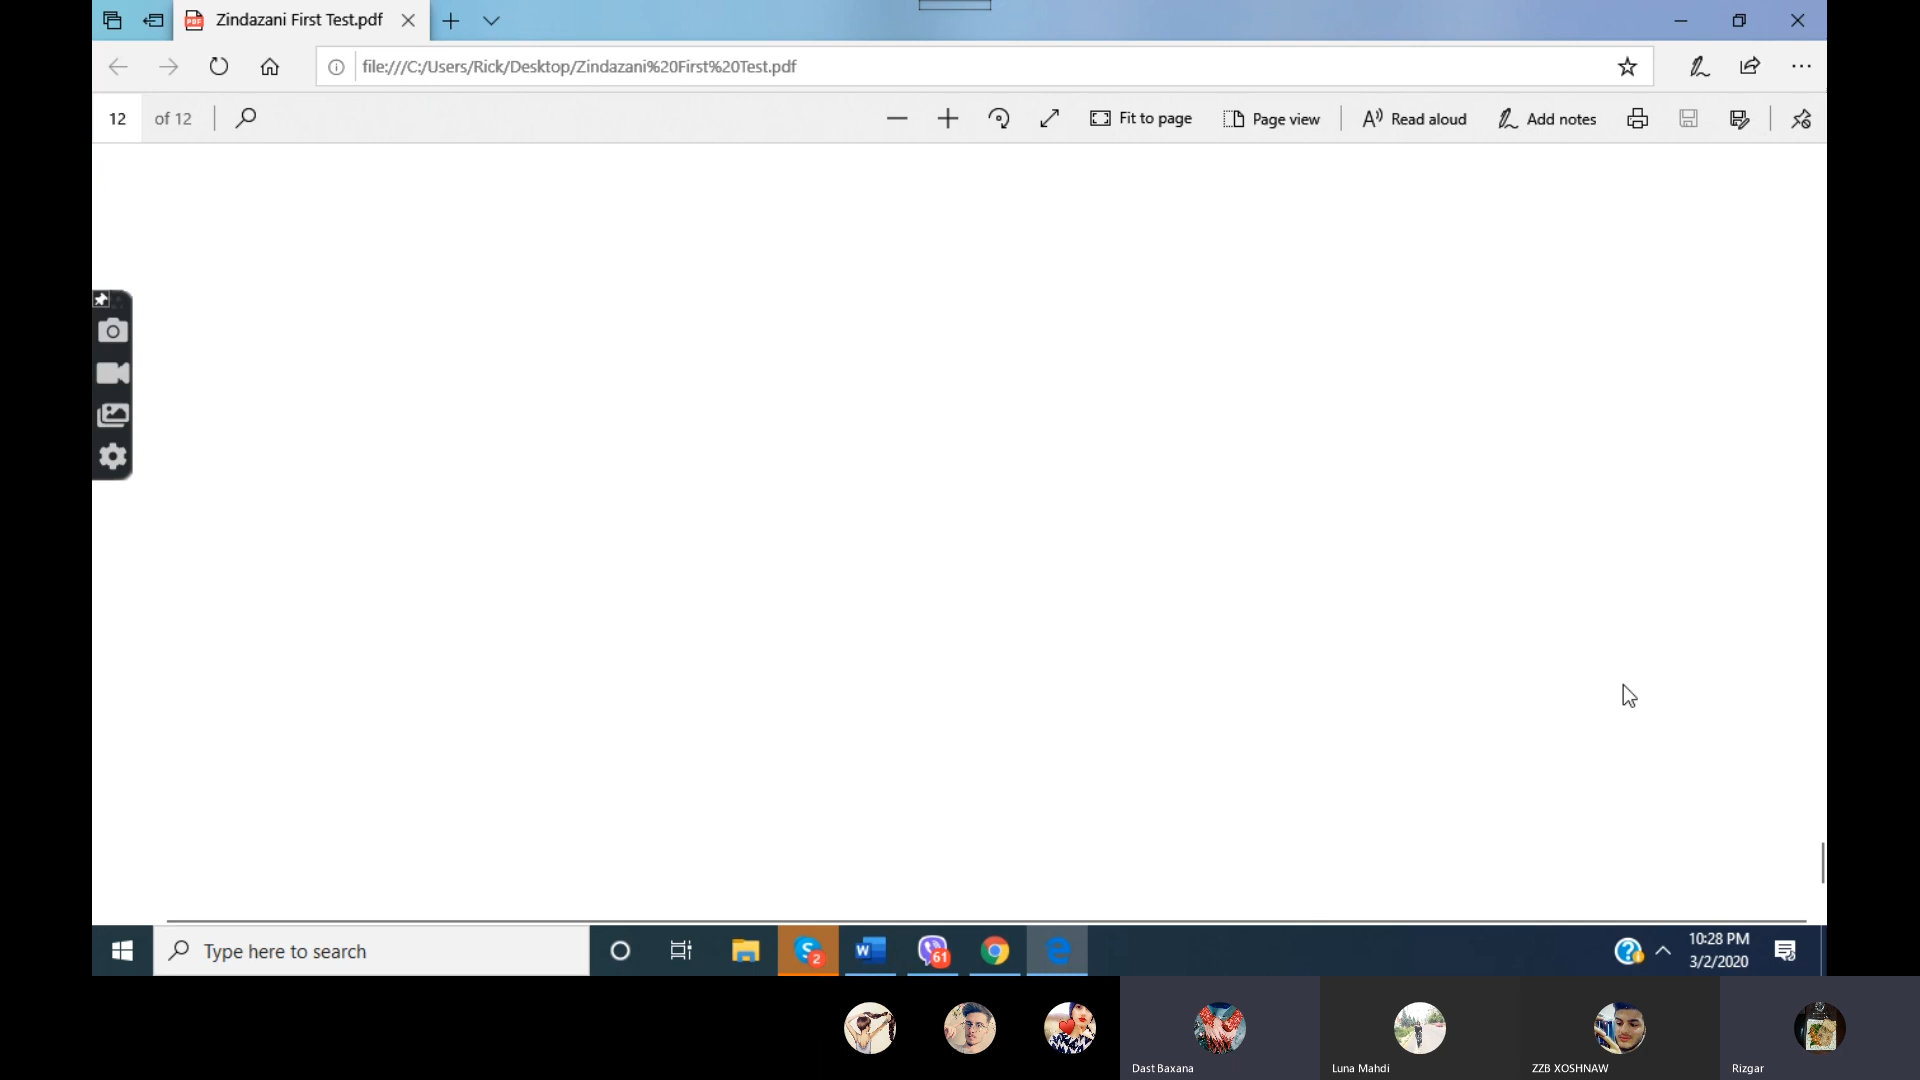 Zindazani First Test.pdf
file:///C:/Users/Rick/Desktop/Zindazani%20First%20Test.pdf
12 of 12
Fit to page
Page view
Read aloud
Add notes
Type here to search
2
61
10:28 PM
3/2/2020
Dast Baxana
Luna Mahdi
ZZB XOSHNAW
Rizgar